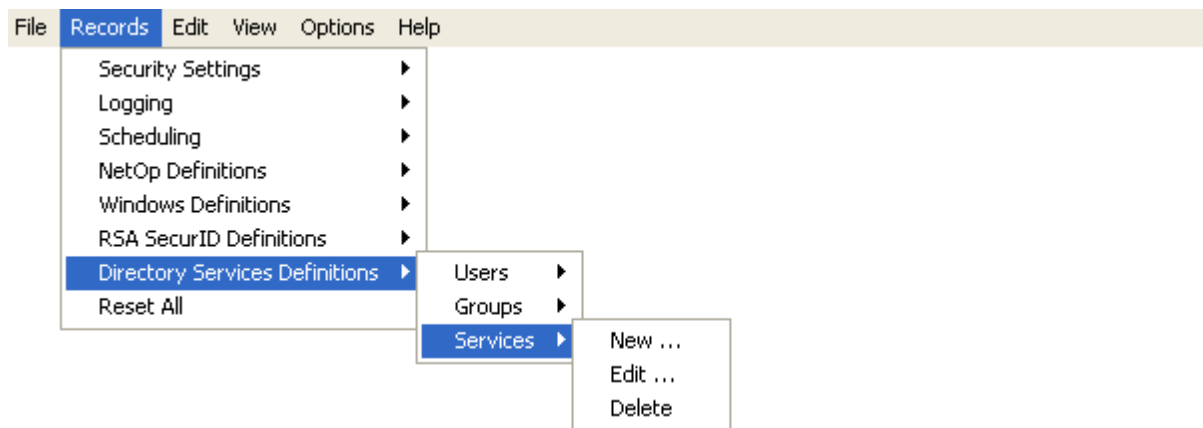 File Records Edit View Options Help
Security Settings
Logging
Scheduling
NetOp Definitions
Windows Definitions
RSA SecurID Definitions
Directory Services Definitions Users
Reset All Groups
Services New ...
Edit ...
Delete